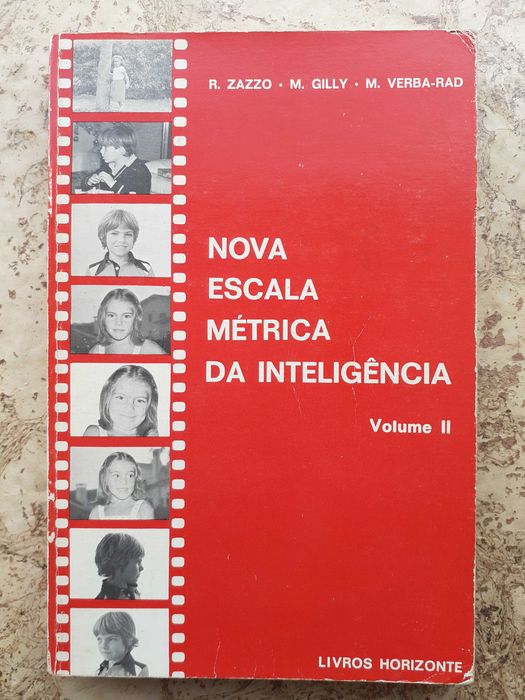 R. ZAZZO · M. GILLY · M. VERBA-RAD
NOVA
ESCALA
MÉTRICA
DA INTELIGÊNCIA
Volume II
LIVROS HORIZONTE